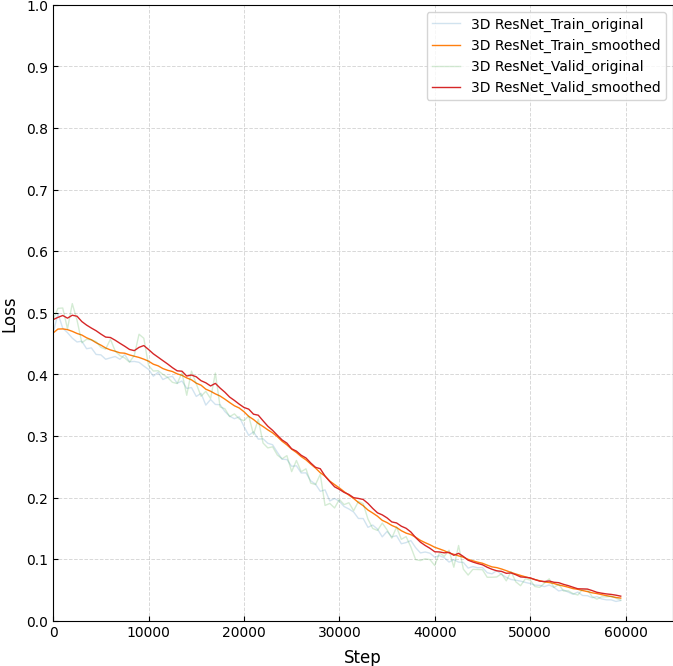 3D ResNet_Train_original
3D ResNet_Train_smoothed
3D ResNet_Valid_original
3D ResNet_Valid_smoothed
1.0
0.9
0.8
0.7
0.6
0.5
0.4
0.3
0.2
0.1
0.0
Loss
0 10000 20000 30000 40000 50000 60000
Step